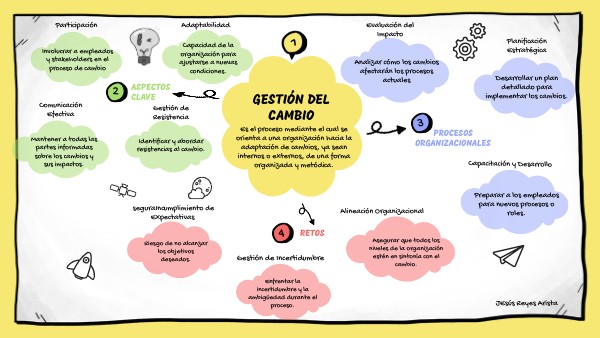 Participación
Involucrar a empleados
y stakeholders en el
proceso de cambio
Adaptabilidad
Capacidad de la
organización para
ajustarse a nuevas
condiciones.
1
GESTIÓN DEL
CAMBIO
Es el proceso mediante el cual se
orienta a una organización hacia la
adaptación de cambios, ya sean
internos o externos, de una forma
organizada y metódica.
2
ASPECTOS
CLAVE
Comunicación
Efectiva
Mantener a todas las
partes informadas
sobre los cambios y
sus impactos.
Gestión de
Resistencia
Identificar y abordar
resistencias al cambio.
Evaluación del
Impacto
Analizar cómo los cambios
afectarán los procesos
actuales
Planificación
Estratégica
Desarrollar un plan
detallado para
implementar los cambios.
3
PROCESOS
ORGANIZACIONALES
Capacitación y Desarrollo
Preparar a los empleados
para nuevos procesos o
roles.
Alineación Organizacional
Asegurar que todos los
niveles de la organización
estén en sintonía con el
cambio.
4
RETOS
seguraIncumplimiento de
EXpectativas
Riesgo de no alcanzar
los objetivos
deseados.
Gestión de Incertidumbre
Enfrentar la
incertidumbre y la
ambigüedad durante el
proceso.
Jesús Reyes Arista